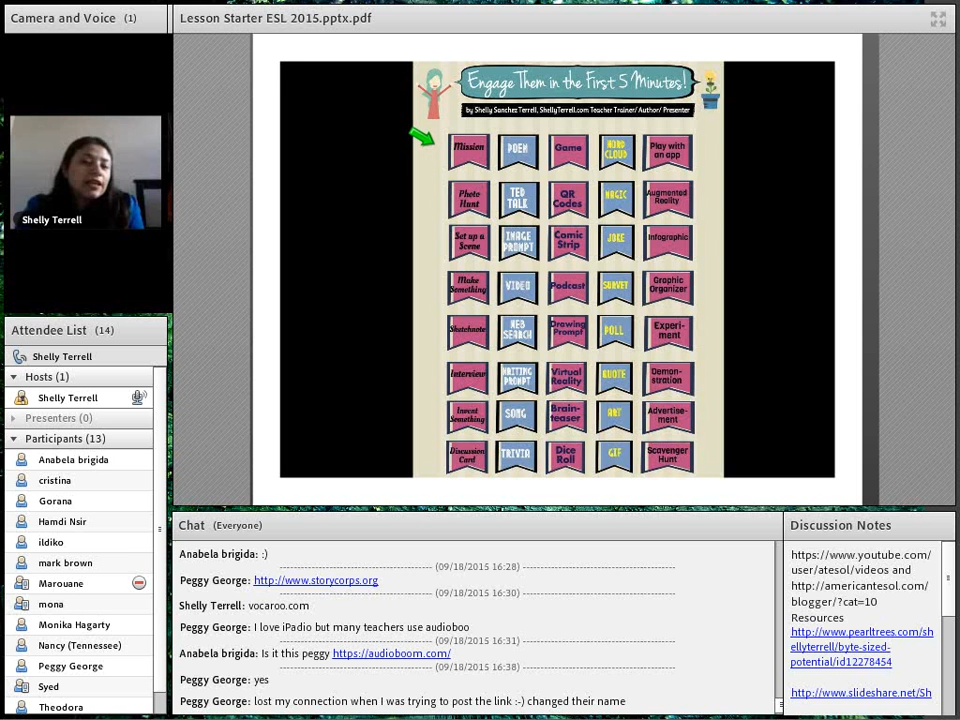 Camera and Voice (1)
Shelly Terrell
Attendee List (14)
Shelly Terrell
Hosts (1)
Shelly Terrell
Presenters (0)
Participants (13)
Anabela brigida
cristina
Gorana
Hamdi Nsir
ildiko
mark brown
Marouane
mona
Monika Hagarty
Nancy (Tennessee)
Peggy George
Syed
Theodora
Lesson Starter ESL 2015.pptx.pdf
Engage Them in the First 5 Minutes!
by Shelly Sanchez Terrell, ShellyTerrell.com Teacher Trainer/ Author/ Presenter
Mission
POEM
Game
WORD
CLOUD
Play with
an app
Photo
Hunt
TED
TALK
QR
Codes
MAGIC
Augmented
Reality
Set up a
Scene
IMAGE
PROMPT
Comic
Strip
JOKE
Infographic
Make
Something
VIDEO
Podcast
SURVEY
Graphic
Organizer
Sketchnote
WEB
SEARCH
Drawing
Prompt
POLL
Experi-
ment
Interview
WRITING
PROMPT
Virtual
Reality
QUOTE
Demon-
stration
Invent
Something
SONG
Brain-
teaser
ART
Advertise-
ment
Discussion
Card
TRIVIA
Dice
Roll
GIF
Scavenger
Hunt
Chat (Everyone)
Anabela brigida: :)
(09/18/2015 16:28)
Peggy George: http://www.storycorps.org
(09/18/2015 16:30)
Shelly Terrell: vocaroo.com
Peggy George: I love iPadio but many teachers use audioboo
(09/18/2015 16:31)
Anabela brigida: Is it this peggy https://audioboom.com/
(09/18/2015 16:38)
Peggy George: yes
Peggy George: lost my connection when I was trying to post the link :-) changed their name
Discussion Notes
https://www.youtube.com/
user/atesol/videos and
http://americantesol.com/
blogger/?cat=10
Resources
http://www.pearltrees.com/sh
ellyterrell/byte-sized-
potential/id12278454
http://www.slideshare.net/Sh